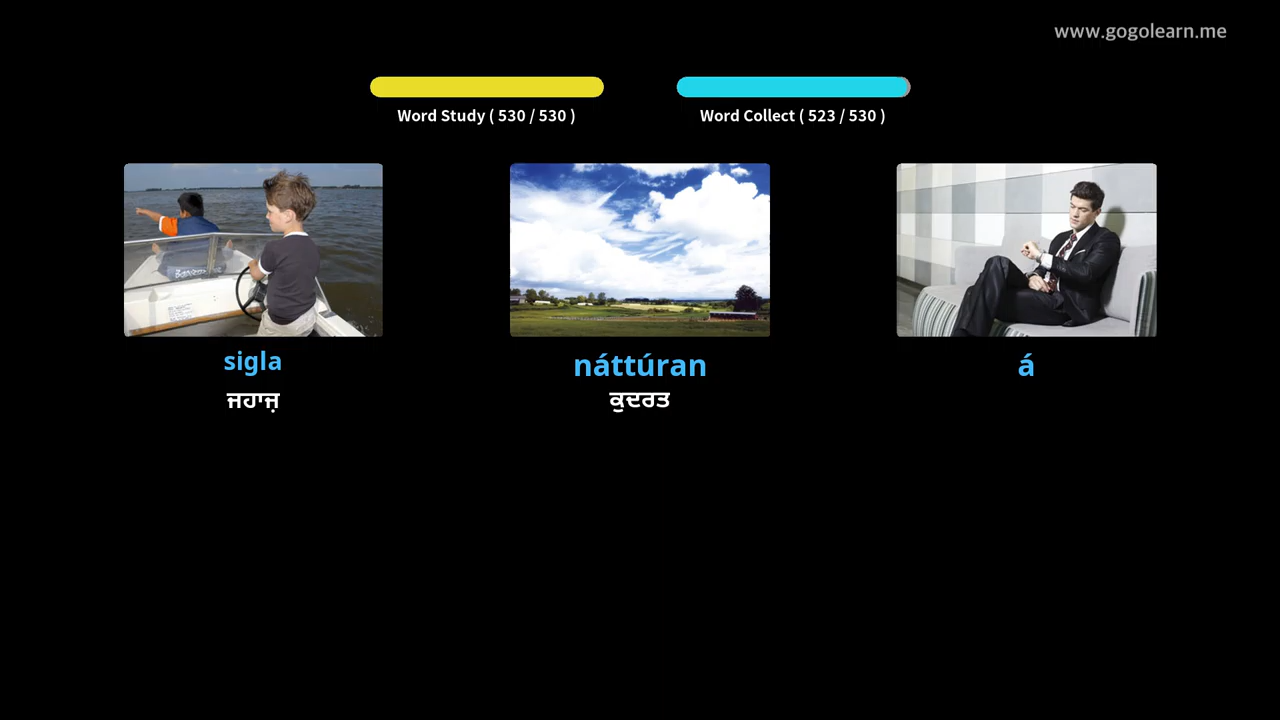 www.gogolearn.me
Word Study ( 530 / 530 )
Word Collect ( 523 / 530 )
sigla
náttúran
á
ਜਹਾਜ਼
ਕੁਦਰਤ